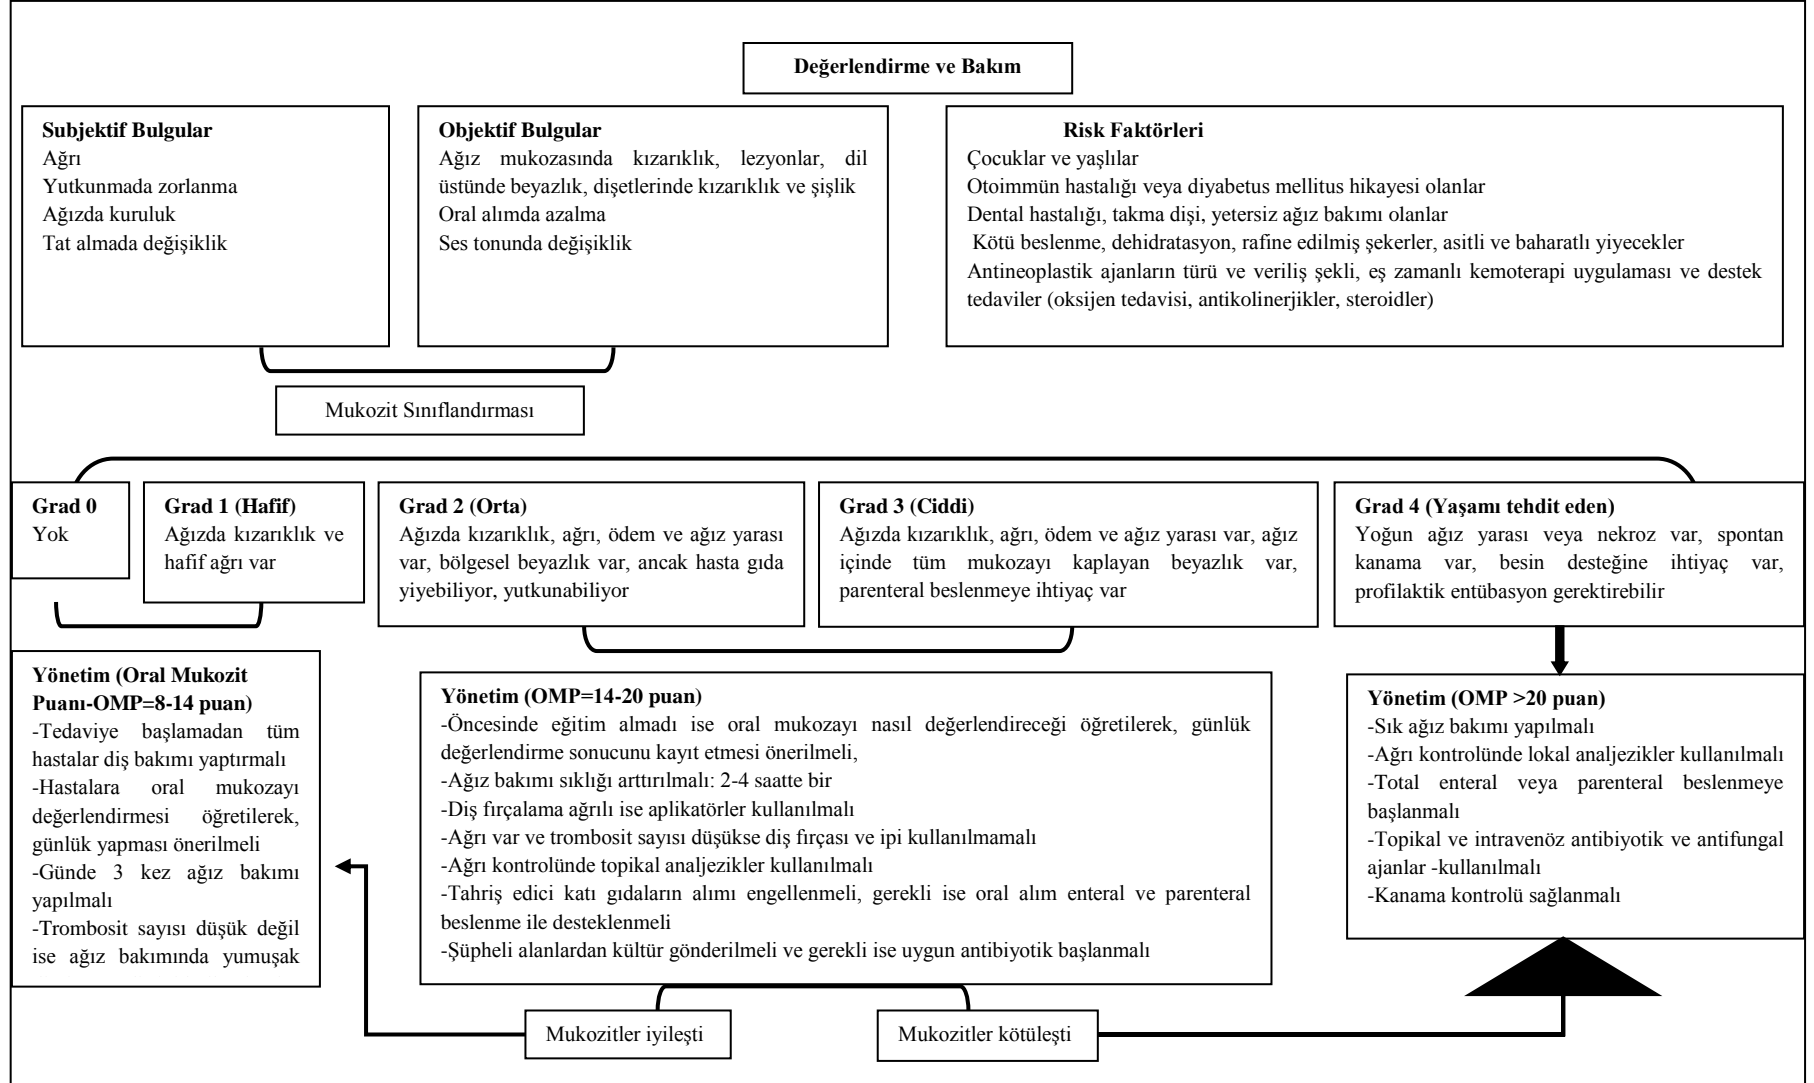 Değerlendirme ve Bakım
Subjektif Bulgular
Ağrı
Yutkunmada zorlanma
Ağızda kuruluk
Tat almada değişiklik
Objektif Bulgular
Ağız mukozasında kızarıklık, lezyonlar, dil
üstünde beyazlık, dişetlerinde kızarıklık ve şişlik
Oral alımda azalma
Ses tonunda değişiklik
Risk Faktörleri
Çocuklar ve yaşlılar
Otoimmün hastalığı veya diyabetus mellitus hikayesi olanlar
Dental hastalığı, takma dişi, yetersiz ağız bakımı olanlar
Kötü beslenme, dehidratasyon, rafine edilmiş şekerler, asitli ve baharatlı yiyecekler
Antineoplastik ajanların türü ve veriliş şekli, eş zamanlı kemoterapi uygulaması ve destek
tedaviler (oksijen tedavisi, antikolinerjikler, steroidler)
Mukozit Sınıflandırması
Grad 0
Yok
Grad 1 (Hafif)
Ağızda kızarıklık ve
hafif ağrı var
Grad 2 (Orta)
Ağızda kızarıklık, ağrı, ödem ve ağız yarası
var, bölgesel beyazlık var, ancak hasta gıda
yiyebiliyor, yutkunabiliyor
Grad 3 (Ciddi)
Ağızda kızarıklık, ağrı, ödem ve ağız yarası var, ağız
içinde tüm mukozayı kaplayan beyazlık var,
parenteral beslenmeye ihtiyaç var
Grad 4 (Yaşamı tehdit eden)
Yoğun ağız yarası veya nekroz var, spontan
kanama var, besin desteğine ihtiyaç var,
profilaktik entübasyon gerektirebilir
Yönetim (Oral Mukozit
Puanı-OMP=8-14 puan)
-Tedaviye başlamadan tüm
hastalar diş bakımı yaptırmalı
-Hastalara oral mukozayı
değerlendirmesi öğretilerek,
günlük yapması önerilmeli
-Günde 3 kez ağız bakımı
yapılmalı
-Trombosit sayısı düşük değil
ise ağız bakımında yumuşak
Yönetim (OMP=14-20 puan)
-Öncesinde eğitim almadı ise oral mukozayı nasıl değerlendireceği öğretilerek, günlük
değerlendirme sonucunu kayıt etmesi önerilmeli,
-Ağız bakımı sıklığı arttırılmalı: 2-4 saatte bir
-Diş fırçalama ağrılı ise aplikatörler kullanılmalı
-Ağrı var ve trombosit sayısı düşükse diş fırçası ve ipi kullanılmamalı
-Ağrı kontrolünde topikal analjezikler kullanılmalı
-Tahriş edici katı gıdaların alımı engellenmeli, gerekli ise oral alım enteral ve parenteral
beslenme ile desteklenmeli
-Şüpheli alanlardan kültür gönderilmeli ve gerekli ise uygun antibiyotik başlanmalı
Yönetim (OMP >20 puan)
-Sık ağız bakımı yapılmalı
-Ağrı kontrolünde lokal analjezikler kullanılmalı
-Total enteral veya parenteral beslenmeye
başlanmalı
-Topikal ve intravenöz antibiyotik ve antifungal
ajanlar -kullanılmalı
-Kanama kontrolü sağlanmalı
Mukozitler iyileşti
Mukozitler kötüleşti